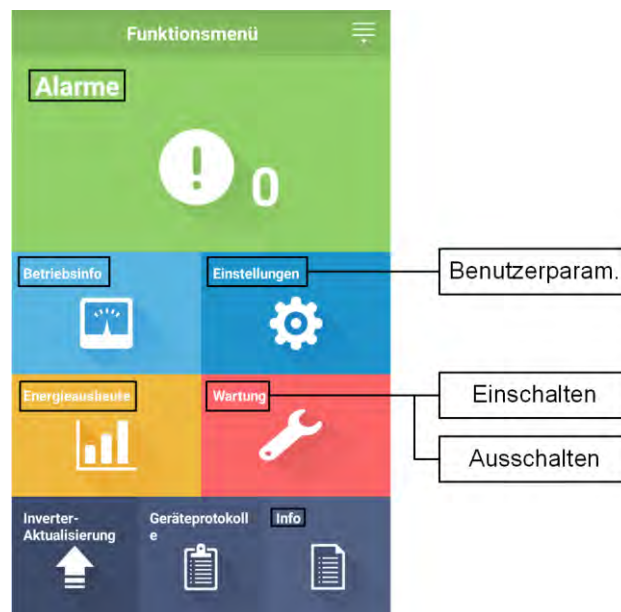 Funktionsmenü
Alarme
0
Betriebsinfo
Einstellungen
Benutzerparam.
Energieausbeute
Wartung
Einschalten
Ausschalten
Inverter-
Aktualisierung
Geräteprotokoll
e
Info